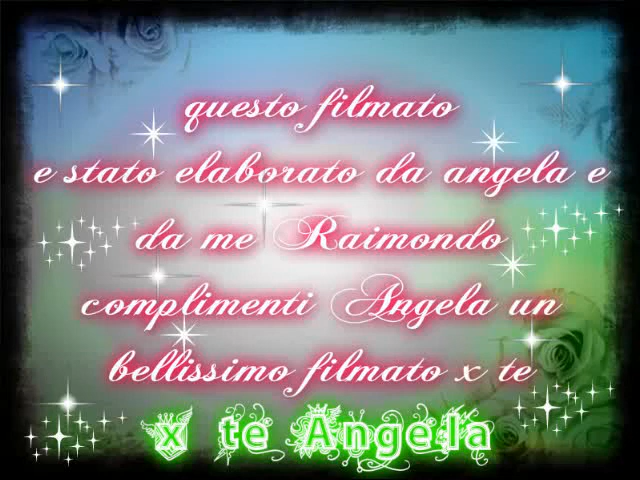 questo filmato
e stato elaborato da angela e
da me Raimondo
complimenti Angela un
bellissimo filmato x te
x te Angela